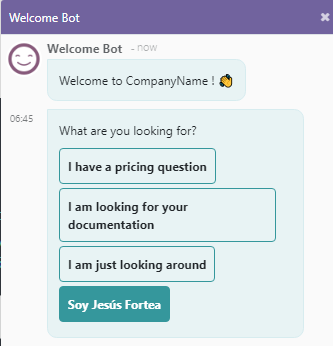 Welcome Bot
Welcome Bot - now
Welcome to CompanyName ! 👏
06:45
What are you looking for?
I have a pricing question
I am looking for your
documentation
I am just looking around
Soy Jesús Fortea